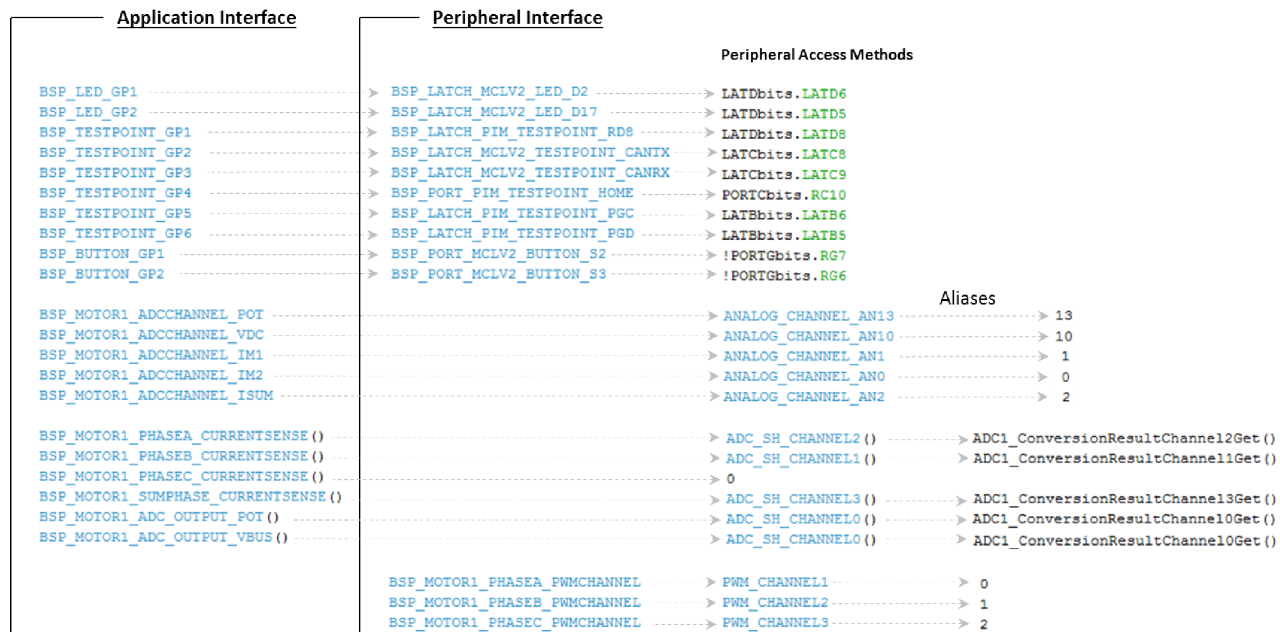 Application Interface Peripheral Interface
Peripheral Access Methods
BSP_LED_GP1 BSP_LATCH_MCLV2_LED_D2 LATDbits.LATD6
BSP_LED_GP2 BSP_LATCH_MCLV2_LED_D17 LATDbits.LATD5
BSP_TESTPOINT_GP1 BSP_LATCH_PIM_TESTPOINT_RD8 LATDbits.LATD8
BSP_TESTPOINT_GP2 BSP_LATCH_MCLV2_TESTPOINT_CANTX LATCbits.LATC8
BSP_TESTPOINT_GP3 BSP_LATCH_MCLV2_TESTPOINT_CANRX LATCbits.LATC9
BSP_TESTPOINT_GP4 BSP_PORT_PIM_TESTPOINT_HOME PORTCbits.RC10
BSP_TESTPOINT_GP5 BSP_LATCH_PIM_TESTPOINT_PGC LATBbits.LATB6
BSP_TESTPOINT_GP6 BSP_LATCH_PIM_TESTPOINT_PGD LATBbits.LATB5
BSP_BUTTON_GP1 BSP_PORT_MCLV2_BUTTON_S2 !PORTGbits.RG7
BSP_BUTTON_GP2 BSP_PORT_MCLV2_BUTTON_S3 !PORTGbits.RG6
Aliases
BSP_MOTOR1_ADCCHANNEL_POT ANALOG_CHANNEL_AN13 13
BSP_MOTOR1_ADCCHANNEL_VDC ANALOG_CHANNEL_AN10 10
BSP_MOTOR1_ADCCHANNEL_IM1 ANALOG_CHANNEL_AN1 1
BSP_MOTOR1_ADCCHANNEL_IM2 ANALOG_CHANNEL_AN0 0
BSP_MOTOR1_ADCCHANNEL_ISUM ANALOG_CHANNEL_AN2 2
BSP_MOTOR1_PHASEA_CURRENTSENSE() ADC_SH_CHANNEL2() ADC1_ConversionResultChannel2Get()
BSP_MOTOR1_PHASEB_CURRENTSENSE() ADC_SH_CHANNEL1() ADC1_ConversionResultChannel1Get()
BSP_MOTOR1_PHASEC_CURRENTSENSE() 0
BSP_MOTOR1_SUMPHASE_CURRENTSENSE() ADC_SH_CHANNEL3() ADC1_ConversionResultChannel3Get()
BSP_MOTOR1_ADC_OUTPUT_POT() ADC_SH_CHANNEL0() ADC1_ConversionResultChannel0Get()
BSP_MOTOR1_ADC_OUTPUT_VBUS() ADC_SH_CHANNEL0() ADC1_ConversionResultChannel0Get()
BSP_MOTOR1_PHASEA_PWMCHANNEL PWM_CHANNEL1 0
BSP_MOTOR1_PHASEB_PWMCHANNEL PWM_CHANNEL2 1
BSP_MOTOR1_PHASEC_PWMCHANNEL PWM_CHANNEL3 2